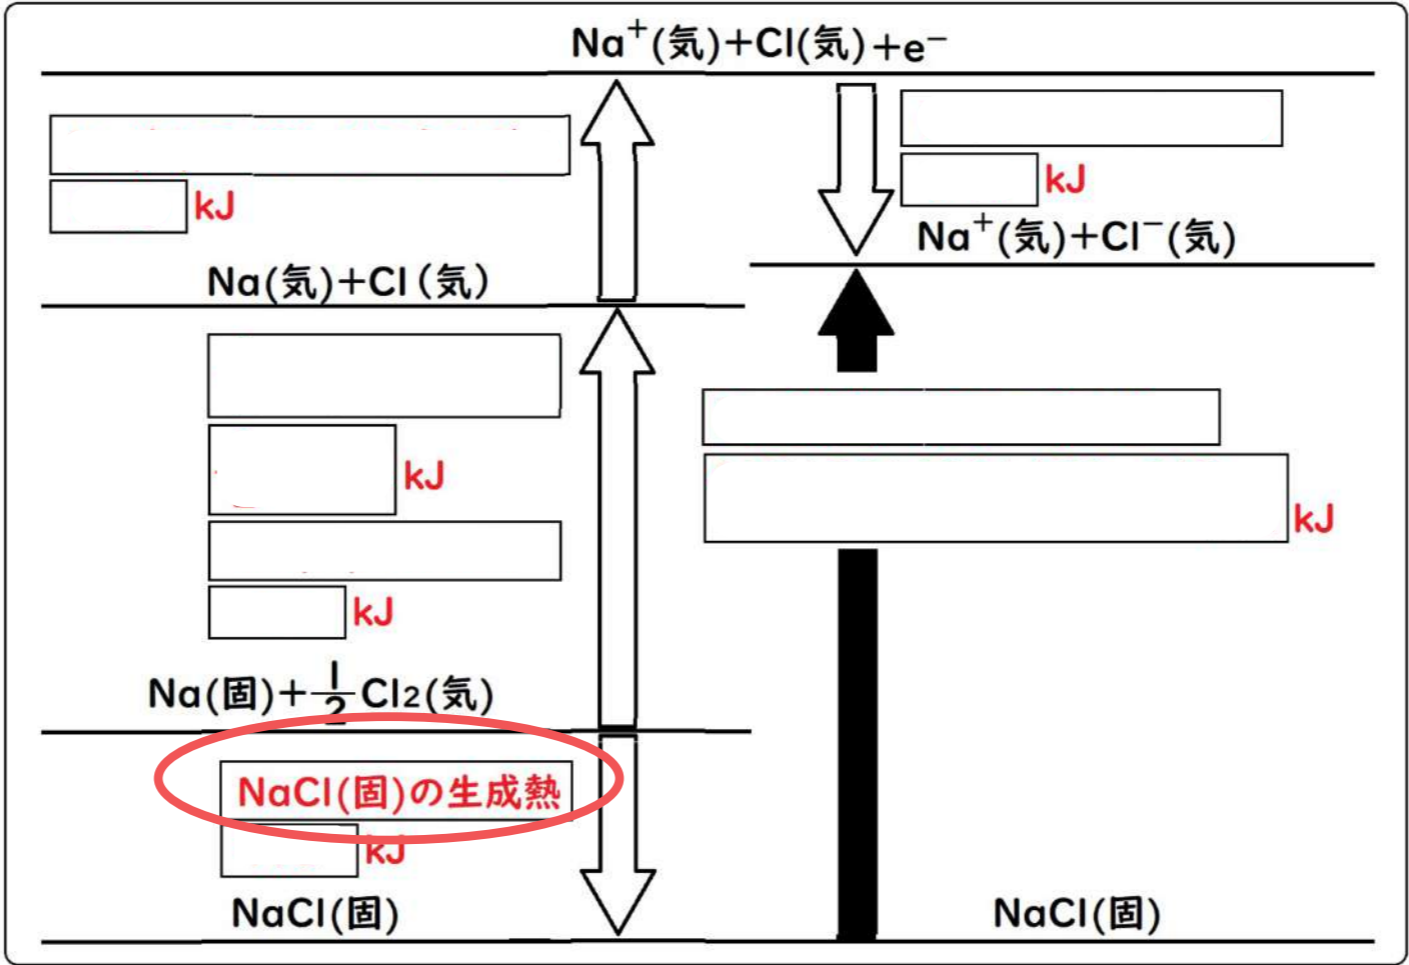 Na⁺(気)+Cl(気)+e⁻
kJ
kJ
Na⁺(気)+Cl⁻(気)
Na(気)+Cl(気)
kJ
kJ
kJ
Na(固)+1/2Cl₂(気)
NaCl(固)の生成熱
kJ
NaCl(固)
NaCl(固)